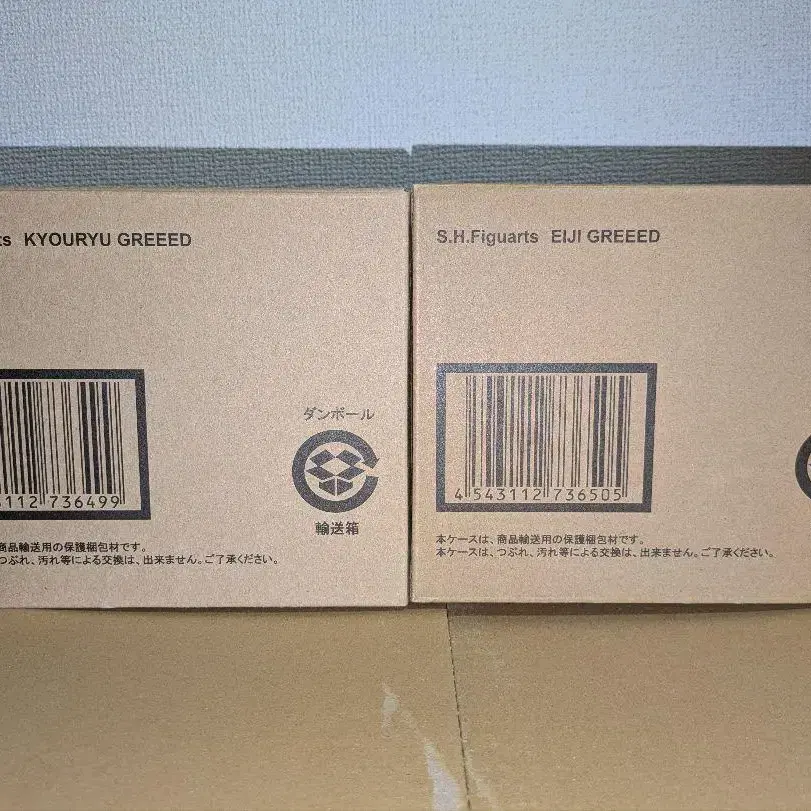 ts KYOURYU GREEED
3112 736499
ダンボール
輸送箱
商品輸送用の保護梱包材です。
つぶれ、汚れ等による交換は、出来ません。ご了承ください。
S.H.Figuarts EIJI GREEED
4 543112 736505
本ケースは、商品輸送用の保護梱包材です。
本ケースは、つぶれ、汚れ等による交換は、出来ません。ご了承ください。